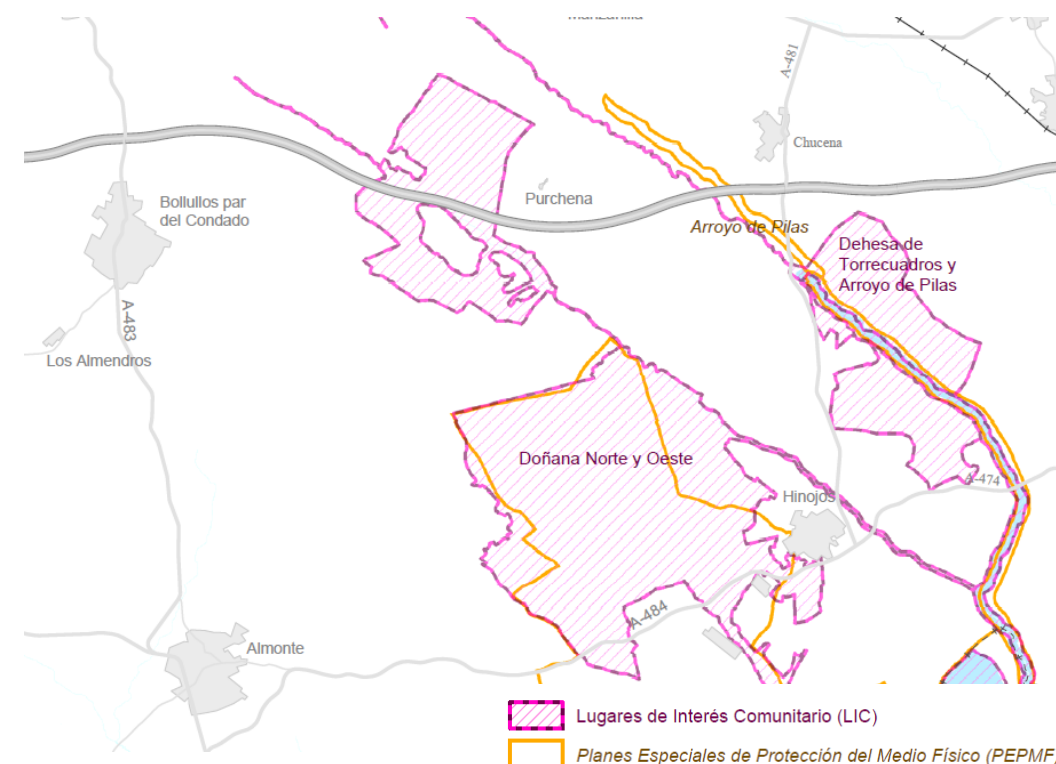 Manzanilla
A-481
Chucena
Bollullos par
del Condado
Purchena
Arroyo de Pilas
Dehesa de
Torrecuadros y
Arroyo de Pilas
A-483
Los Almendros
Doñana Norte y Oeste
A-474
Hinojos
A-484
Almonte
Lugares de Interés Comunitario (LIC)
Planes Especiales de Protección del Medio Físico (PEPMF)